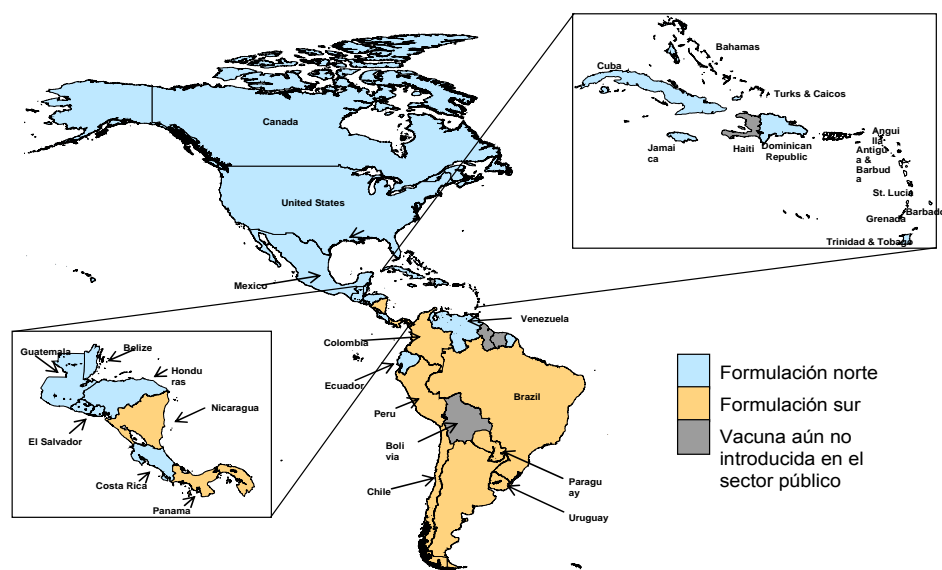 Canada
United States
Mexico
Cuba
Bahamas
Turks & Caicos
Jamai
ca
Haiti
Dominican
Republic
Angui
lla
Antigu
a &
Barbud
a
St. Lucia
Barbado
Grenada
Trinidad & Tobago
Guatemala
Belize
Hondu
ras
Nicaragua
El Salvador
Costa Rica
Panama
Venezuela
Colombia
Ecuador
Peru
Brazil
Boli
via
Chile
Paragu
ay
Uruguay
Formulación norte
Formulación sur
Vacuna aún no
introducida en el
sector público